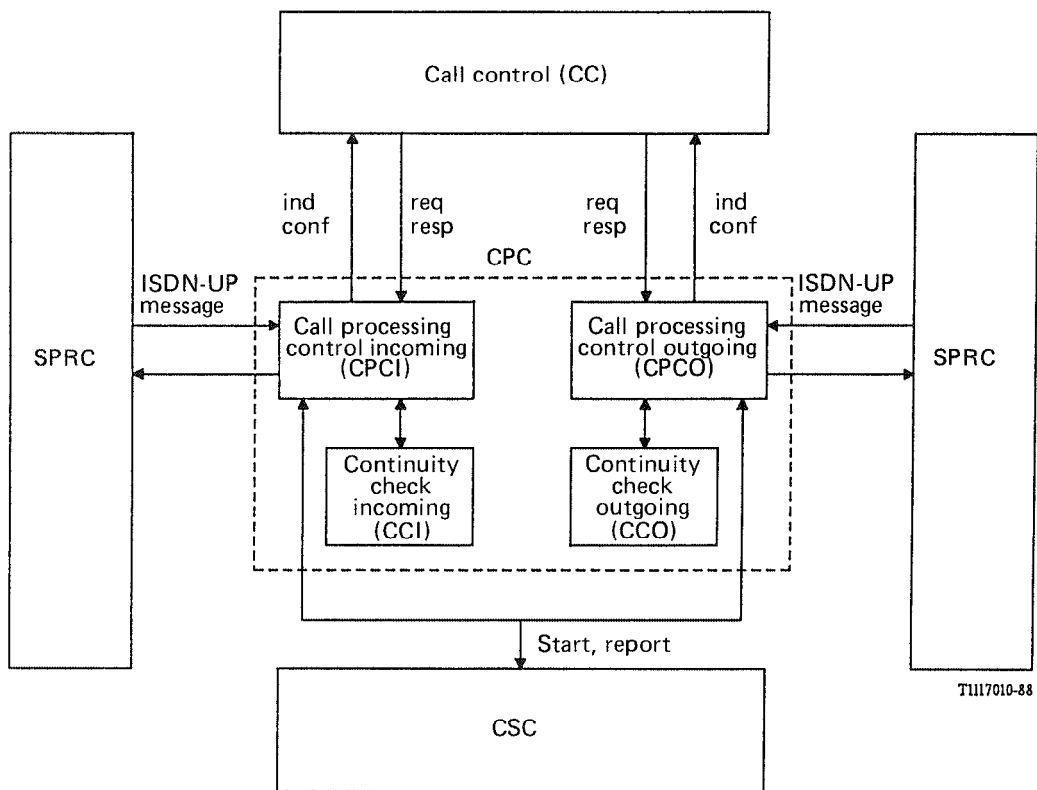 Call control (CC)
ind
conf
req
resp
req
resp
ind
conf
CPC
ISDN-UP
message
ISDN-UP
message
SPRC
Call processing
control incoming
(CPCI)
Call processing
control outgoing
(CPCO)
SPRC
Continuity
check
incoming
(CCI)
Continuity
check
outgoing
(CCO)
Start, report
T1117010-88
CSC